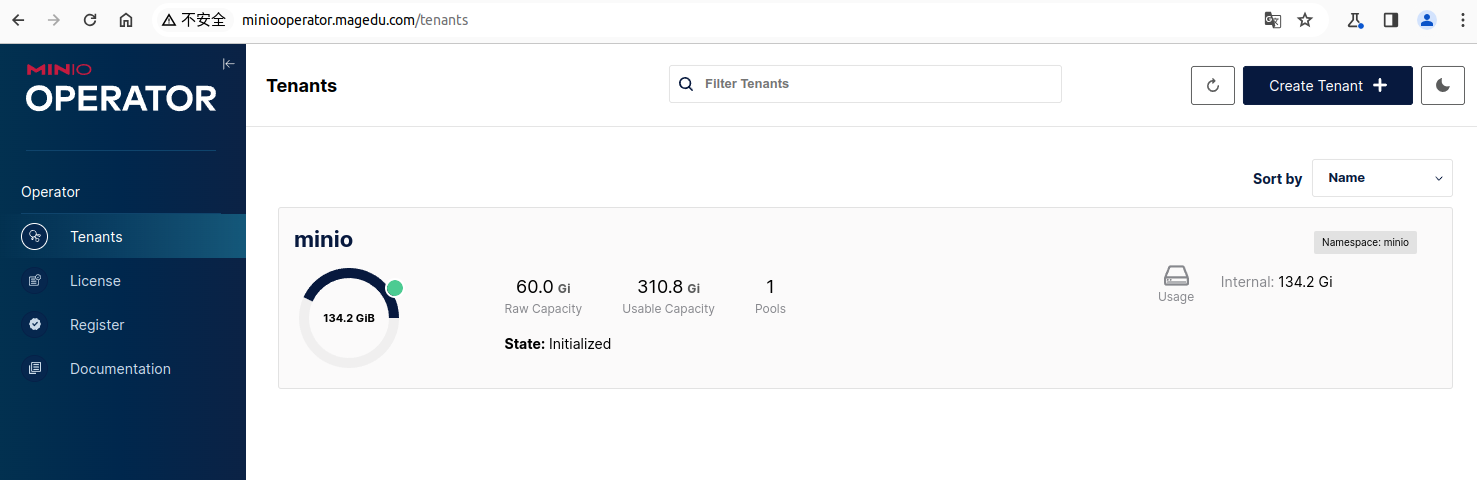 不安全
miniooperator.magedu.com/tenants
MINIO
OPERATOR
Operator
Tenants
License
Register
Documentation
Tenants
Filter Tenants
Create Tenant
Sort by
Name
minio
Namespace: minio
134.2 GiB
60.0 Gi
Raw Capacity
310.8 Gi
Usable Capacity
1
Pools
State: Initialized
Usage
Internal: 134.2 Gi